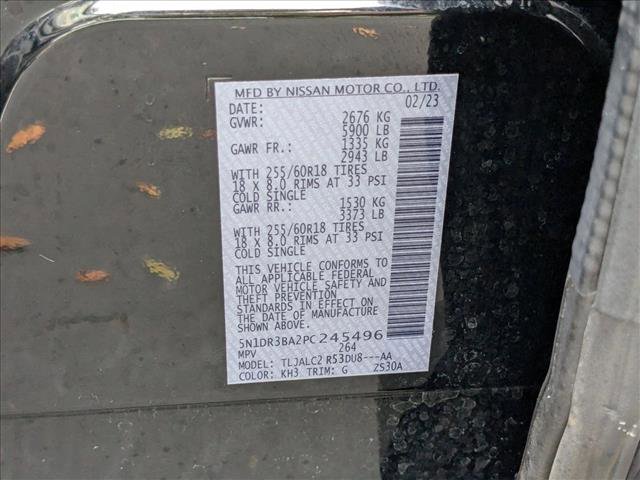 MFD BY NISSAN MOTOR CO., LTD.
DATE: 02/23
GVWR: 2676 KG
5900 LB
GAWR FR.: 1335 KG
2943 LB
WITH 255/60R18 TIRES
18 X 8.0 RIMS AT 33 PSI
COLD SINGLE
GAWR RR.: 1530 KG
3373 LB
WITH 255/60R18 TIRES
18 X 8.0 RIMS AT 33 PSI
COLD SINGLE
THIS VEHICLE CONFORMS TO
ALL APPLICABLE FEDERAL
MOTOR VEHICLE SAFETY AND
THEFT PREVENTION
STANDARDS IN EFFECT ON
THE DATE OF MANUFACTURE
SHOWN ABOVE.
5N1DR3BA2PC245496
MPV 264
TLJALC2 R53DU8---AA
COLOR: KH3 TRIM: G ZS30A